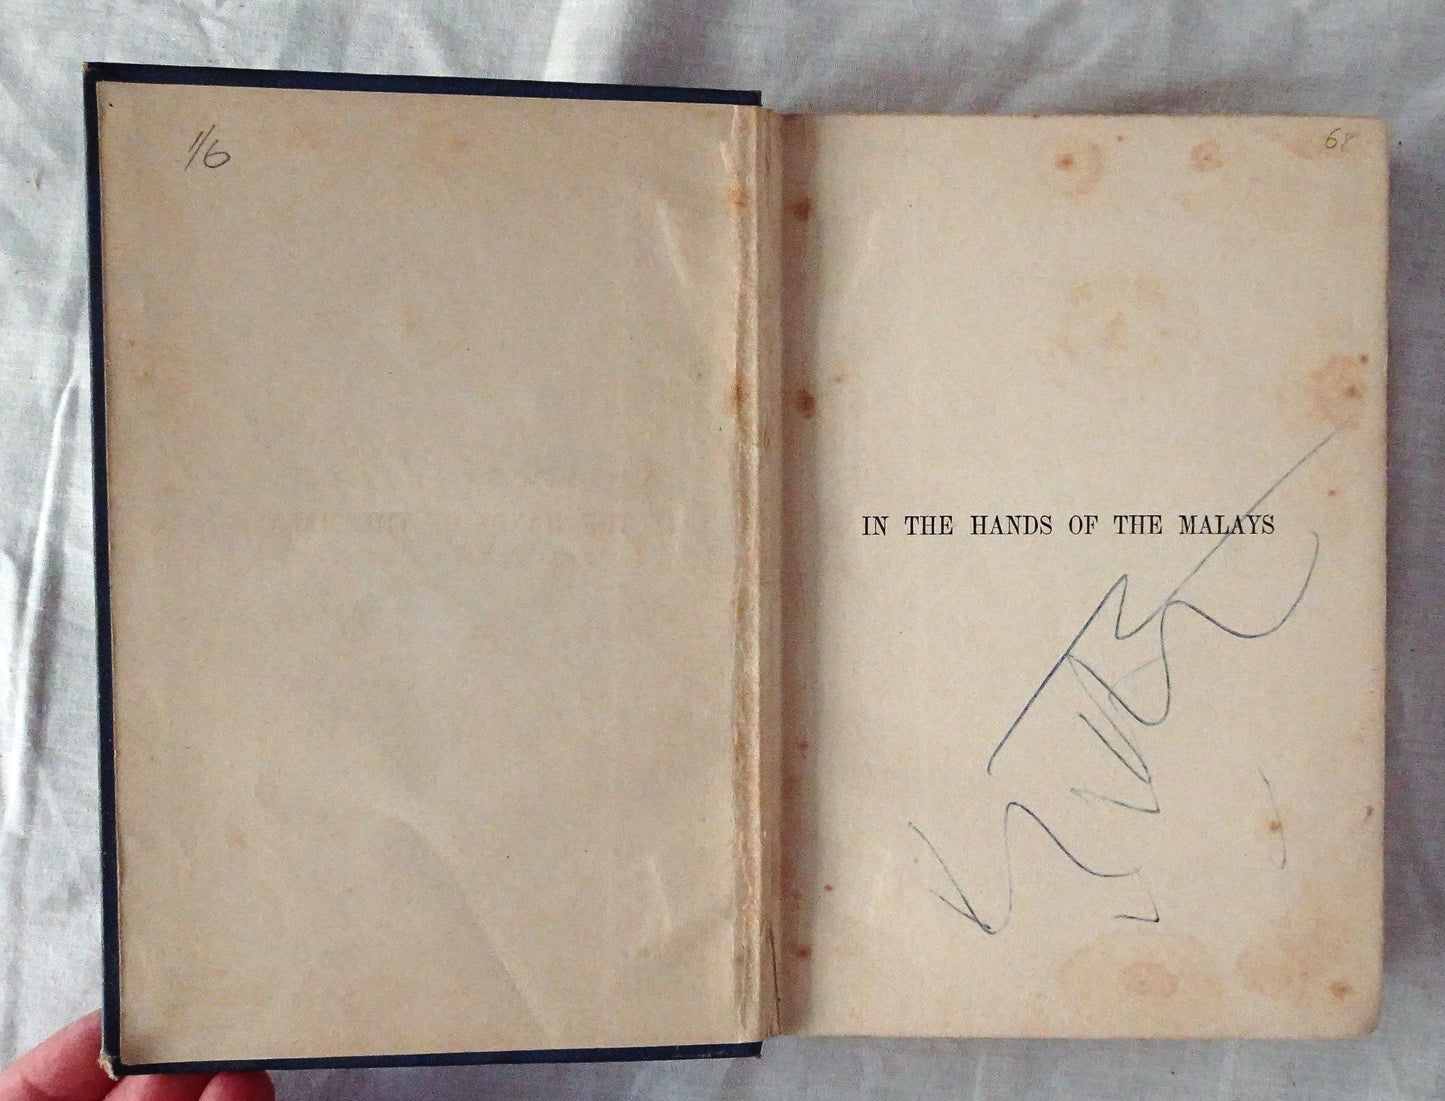 1/6
68
IN THE HANDS OF THE MALAYS